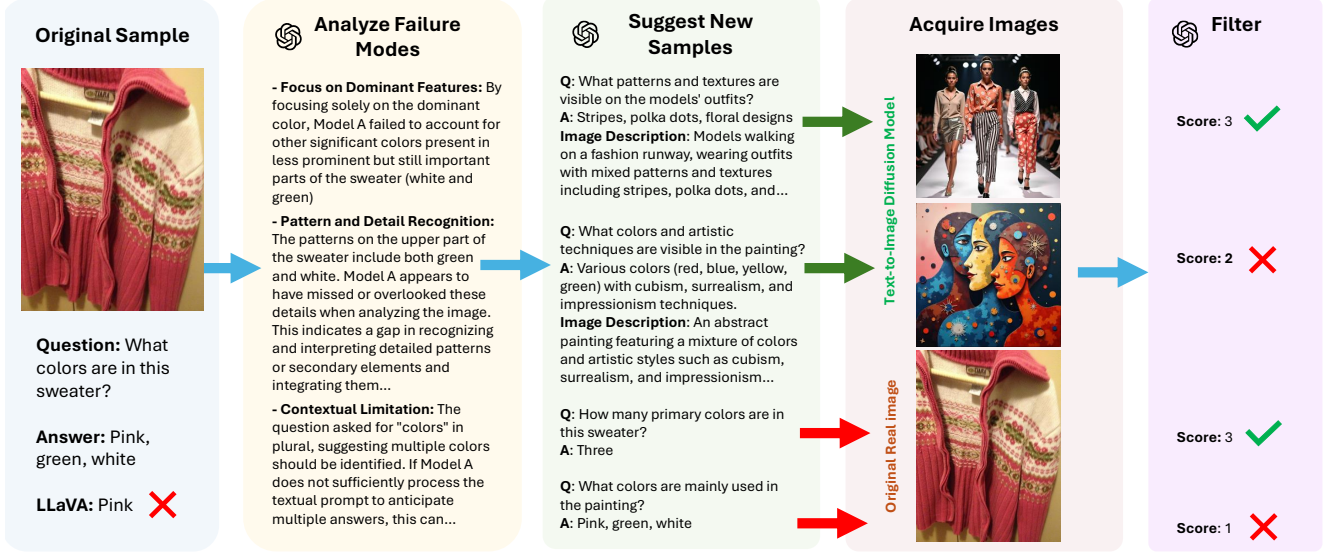 Original Sample
Question: What
colors are in this
sweater?
Answer: Pink,
green, white
LLaVA: Pink
Analyze Failure
Modes
- Focus on Dominant Features: By
focusing solely on the dominant
color, Model A failed to account for
other significant colors present in
less prominent but still important
parts of the sweater (white and
green)
- Pattern and Detail Recognition:
The patterns on the upper part of
the sweater include both green
and white. Model A appears to
have missed or overlooked these
details when analyzing the image.
This indicates a gap in recognizing
and interpreting detailed patterns
or secondary elements and
integrating them...
- Contextual Limitation: The
question asked for "colors" in
plural, suggesting multiple colors
should be identified. If Model A
does not sufficiently process the
textual prompt to anticipate
multiple answers, this can...
Suggest New
Samples
Q: What patterns and textures are
visible on the models' outfits?
A: Stripes, polka dots, floral designs
Image Description: Models walking
on a fashion runway, wearing outfits
with mixed patterns and textures
including stripes, polka dots, and...
Q: What colors and artistic
techniques are visible in the painting?
A: Various colors (red, blue, yellow,
green) with cubism, surrealism, and
impressionism techniques.
Image Description: An abstract
painting featuring a mixture of colors
and artistic styles such as cubism,
surrealism, and impressionism...
Q: How many primary colors are in
this sweater?
A: Three
Q: What colors are mainly used in
the painting?
A: Pink, green, white
Acquire Images
Text-to-Image Diffusion Model
Original Real image
Filter
Score: 3
Score: 2
Score: 3
Score: 1